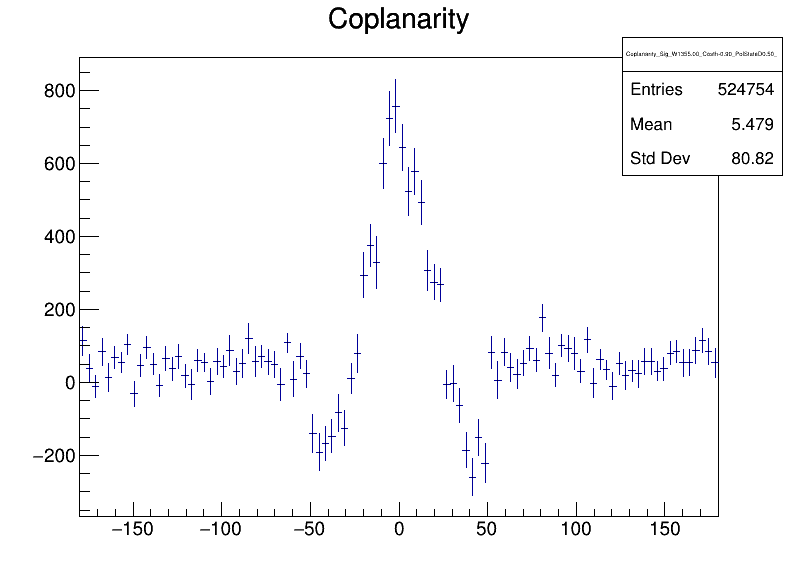 Coplanarity
Coplanarity_Sig_W1355.00_Costh-0.90_PolStateD0.50_
Entries 524754
Mean 5.479
Std Dev 80.82
800
600
400
200
0
−200
−150 −100 −50 0 50 100 150